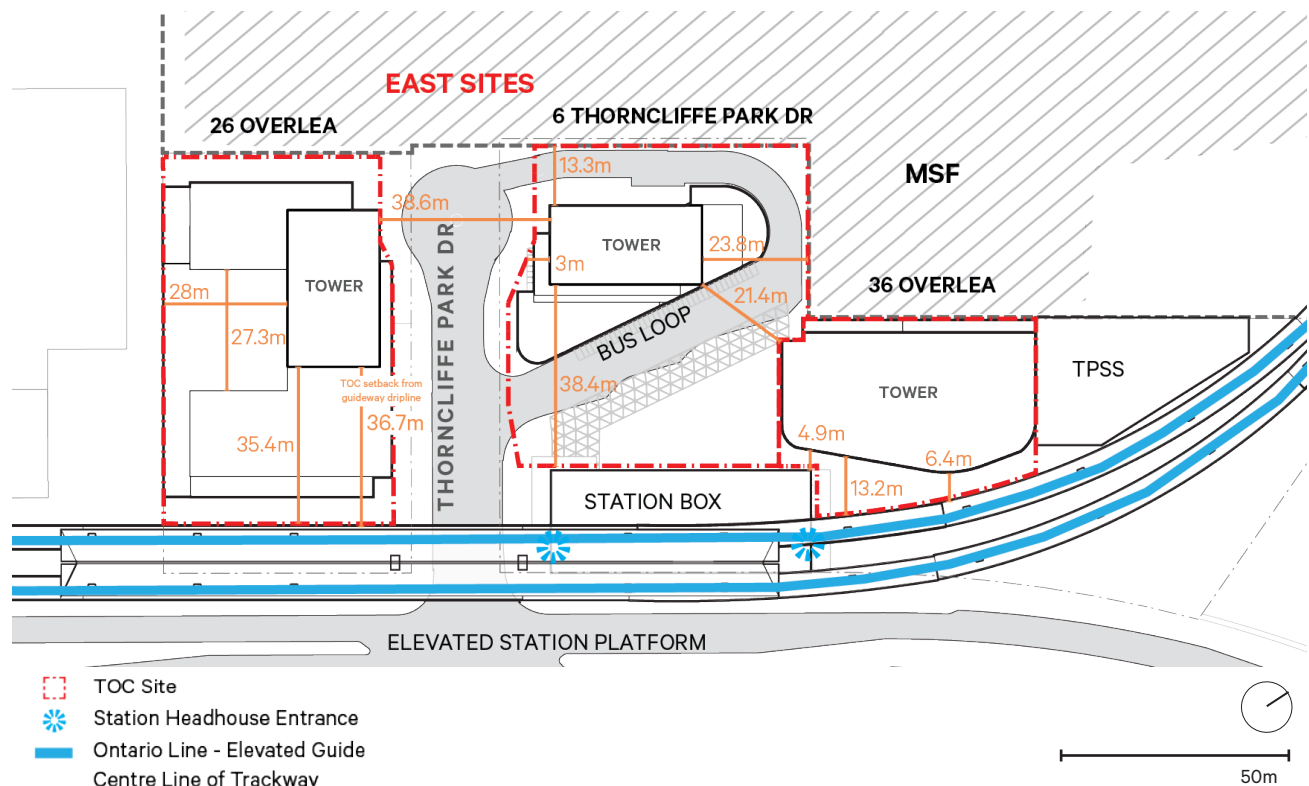 EAST SITES
26 OVERLEA
6 THORNCLIFFE PARK DR
MSF
13.3m
38.6m
TOWER
23.8m
3m
TOWER
28m
36 OVERLEA
21.4m
27.3m
BUS LOOP
THORNCLIFFE PARK DR
TPSS
TOC setback from
guideway dripline
38.4m
TOWER
36.7m
35.4m
4.9m
6.4m
13.2m
STATION BOX
ELEVATED STATION PLATFORM
TOC Site
Station Headhouse Entrance
Ontario Line - Elevated Guide
Centre Line of Trackway
50m